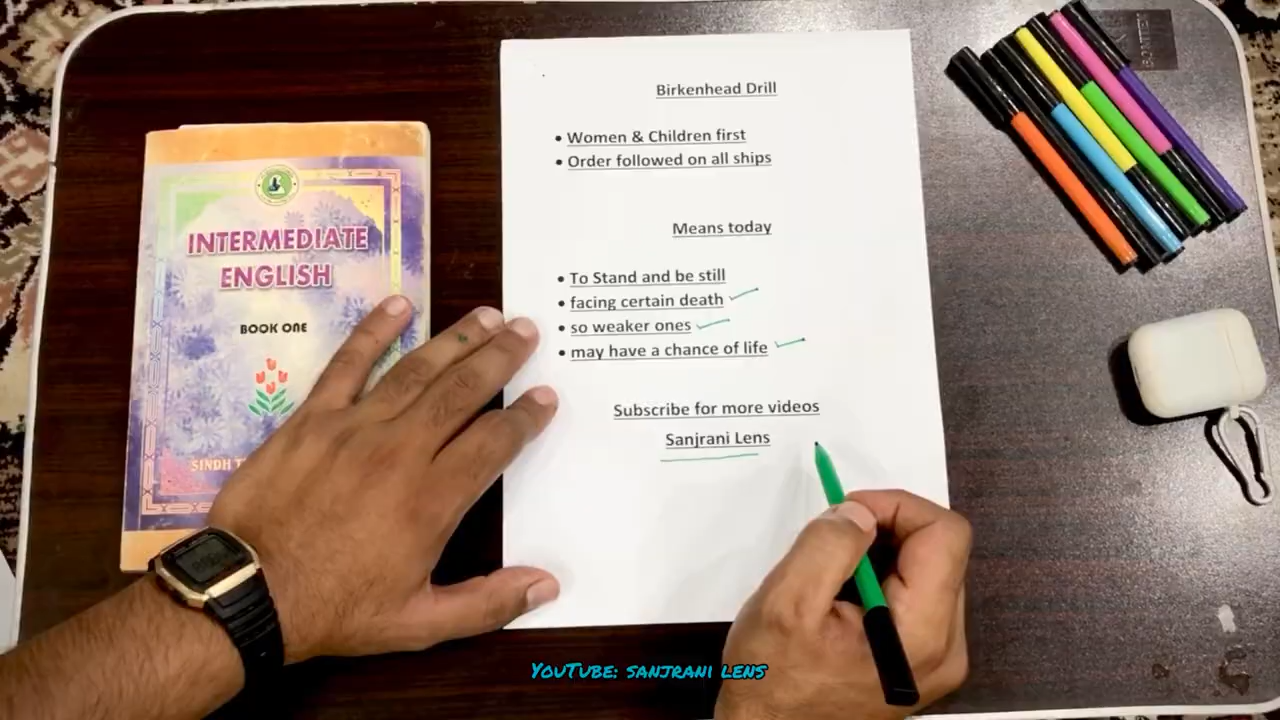 INTERMEDIATE
ENGLISH
BOOK ONE
SINDH
Birkenhead Drill
• Women & Children first
• Order followed on all ships
Means today
• To Stand and be still
• facing certain death
• so weaker ones
• may have a chance of life
Subscribe for more videos
Sanjrani Lens
YouTube: sanjrani lens